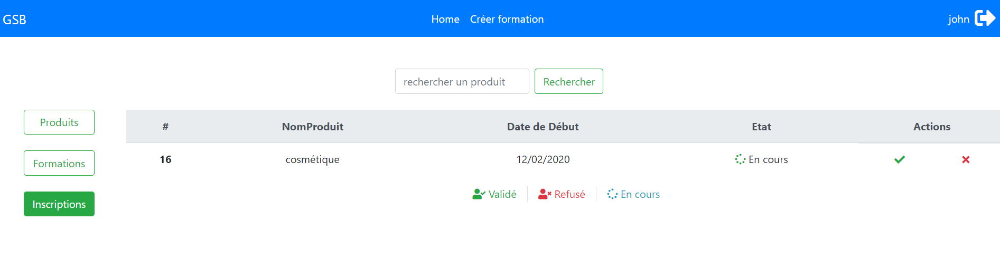 GSB Home Créer formation john
rechercher un produit Rechercher
Produits
Formations
Inscriptions
# NomProduit Date de Début Etat Actions
16 cosmétique 12/02/2020 En cours
Validé Refusé En cours